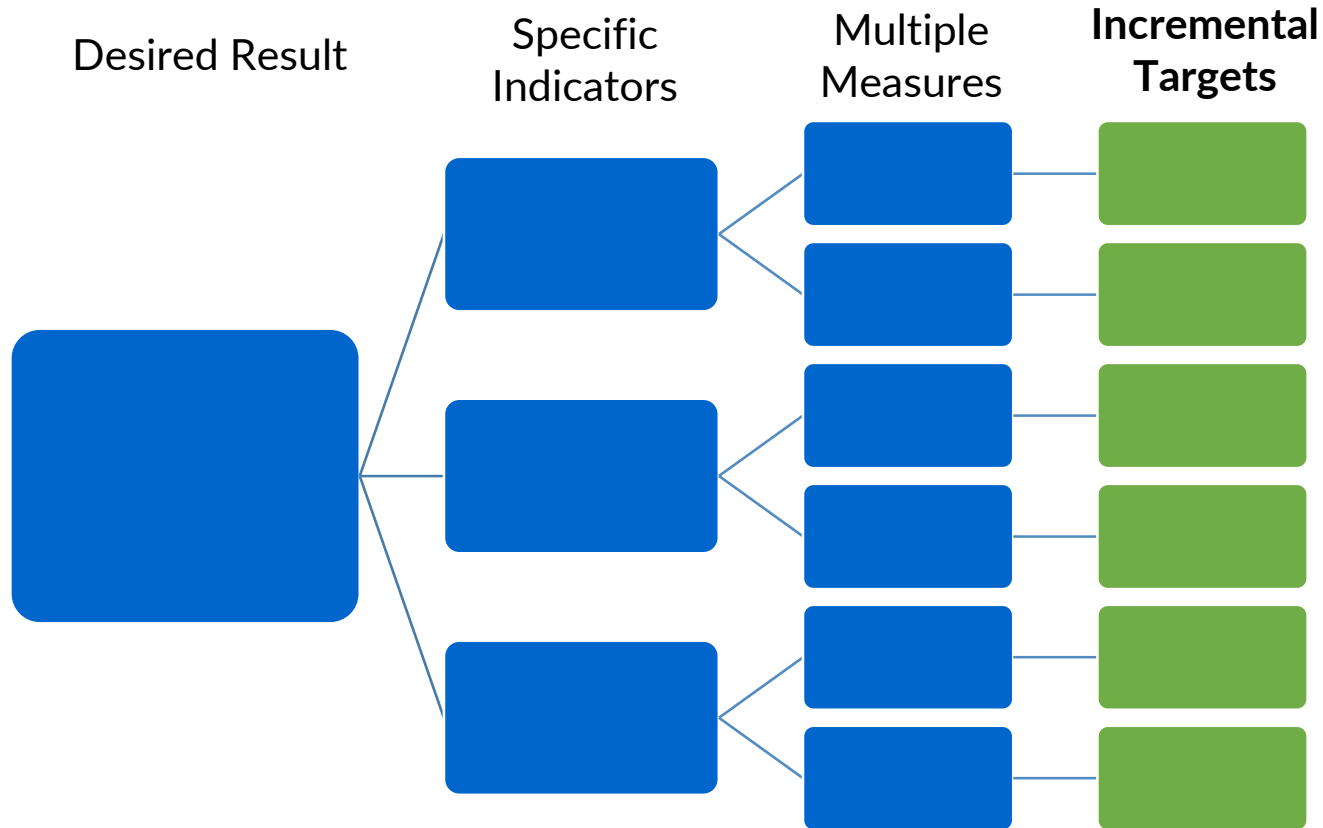 Desired Result
Specific
Indicators
Multiple
Measures
Incremental
Targets